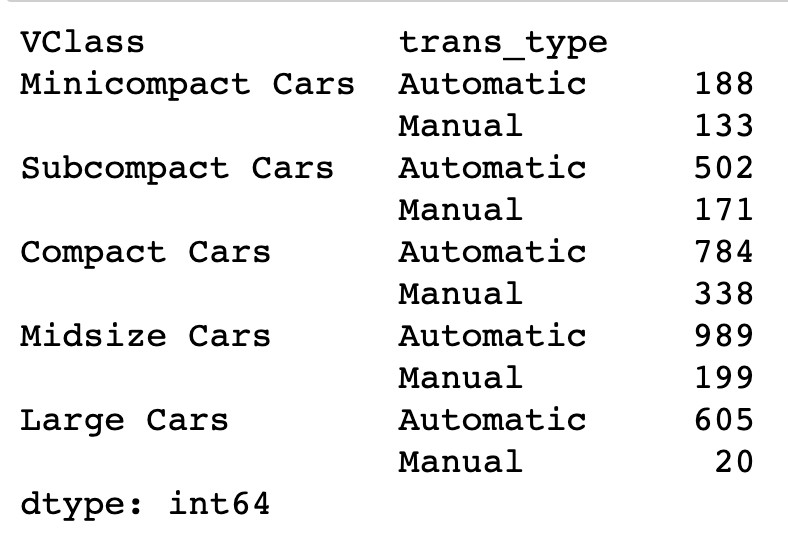 VClass            trans_type
Minicompact Cars  Automatic     188
                  Manual        133
Subcompact Cars   Automatic     502
                  Manual        171
Compact Cars      Automatic     784
                  Manual        338
Midsize Cars      Automatic     989
                  Manual        199
Large Cars        Automatic     605
                  Manual         20
dtype: int64